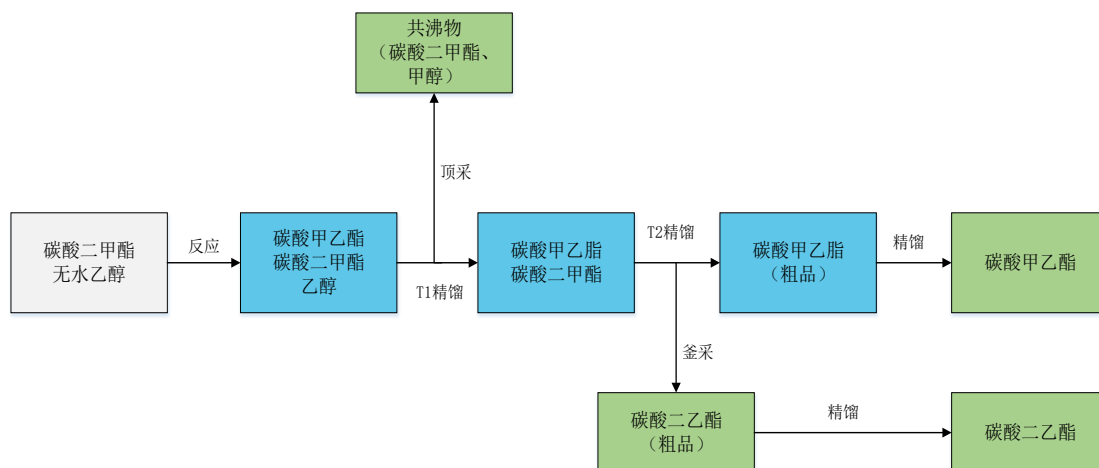 共沸物
（碳酸二甲酯、
甲醇）
顶采
碳酸二甲酯
无水乙醇
反应
碳酸甲乙酯
碳酸二甲酯
乙醇
T1精馏
碳酸甲乙脂
碳酸二甲酯
T2精馏
碳酸甲乙脂
（粗品）
精馏
碳酸甲乙酯
釜采
碳酸二乙酯
（粗品）
精馏
碳酸二乙酯